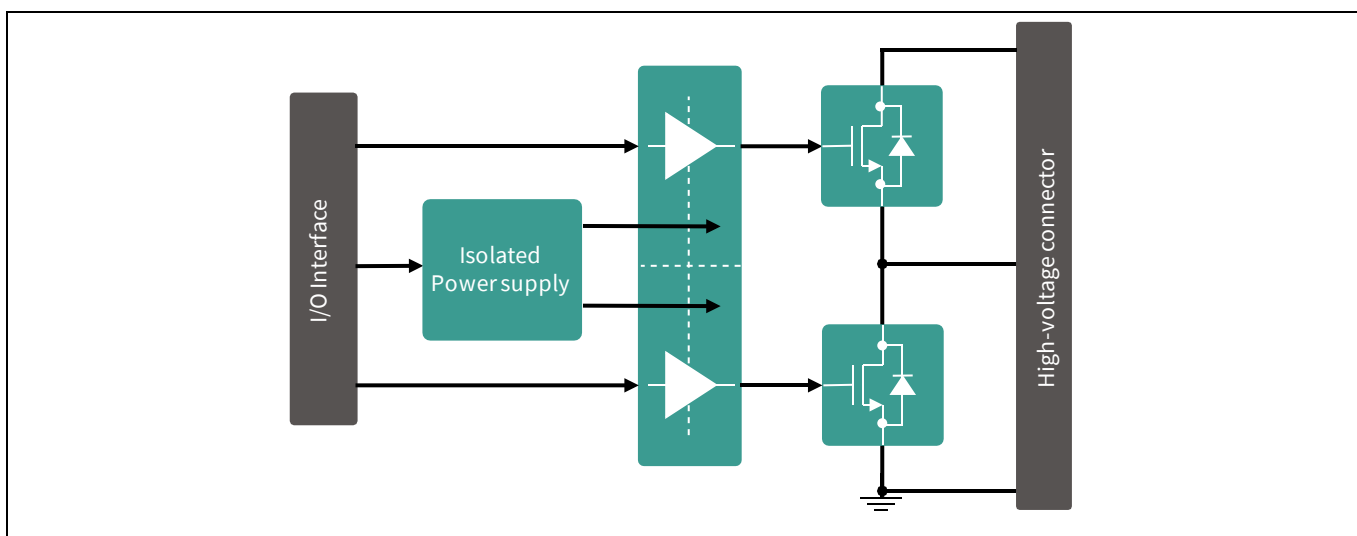 I/O Interface
Isolated
Power supply
High-voltage connector